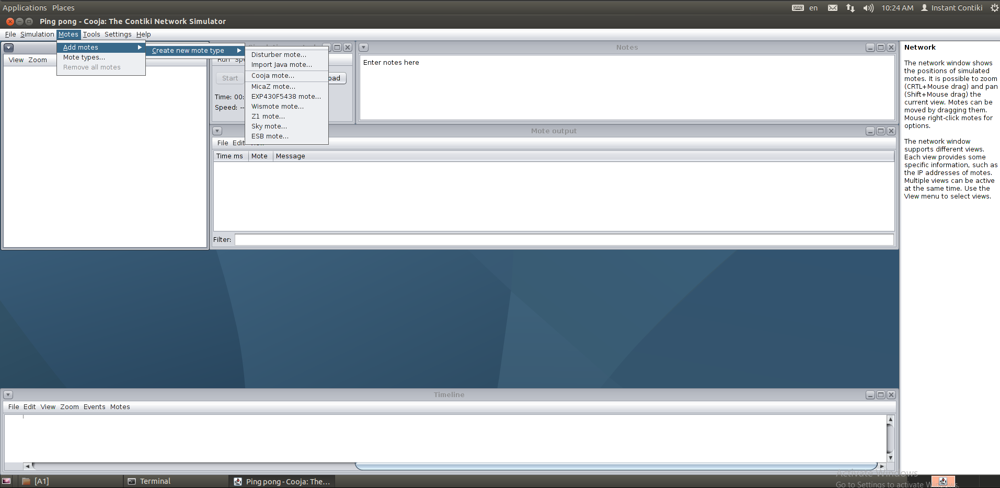 Applications Places
en 10:24 AM Instant Contiki
Ping pong - Cooja: The Contiki Network Simulator
File Simulation Motes Tools Settings Help
View Zoom
Add motes
Mote types...
Remove all motes
Create new mote type
Disturber mote...
Import Java mote...
Cooja mote...
MicaZ mote...
EXP430F5438 mote...
Wismote mote...
Z1 mote...
Sky mote...
ESB mote...
Run
Start
oad
Time: 00:
Speed: --
Notes
Enter notes here
Mote output
File Edit View
Time ms Mote Message
Filter:
Network
The network window shows
the positions of simulated
motes. It is possible to zoom
(CRTL+Mouse drag) and pan
(Shift+Mouse drag) the
current view. Motes can be
moved by dragging them.
Mouse right-click motes for
options.
The network window
supports different views.
Each view provides some
specific information, such as
the IP addresses of motes.
Multiple views can be active
at the same time. Use the
View menu to select views.
Timeline
File Edit View Zoom Events Motes
[A1]
Terminal
Ping pong - Cooja: The...
Activate Windows
Go to Settings to activate Windows.